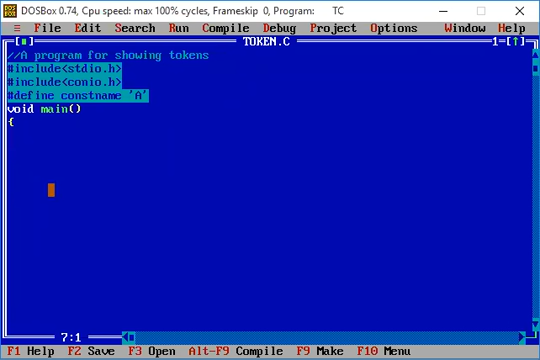 DOSBox 0.74, Cpu speed: max 100% cycles, Frameskip 0, Program: TC
≡ File Edit Search Run Compile Debug Project Options Window Help
[■] TOKEN.C 1=[↑]
//A program for showing tokens
#include<stdio.h>
#include<conio.h>
#define constname 'A'
void main()
{
7:1
F1 Help F2 Save F3 Open Alt-F9 Compile F9 Make F10 Menu